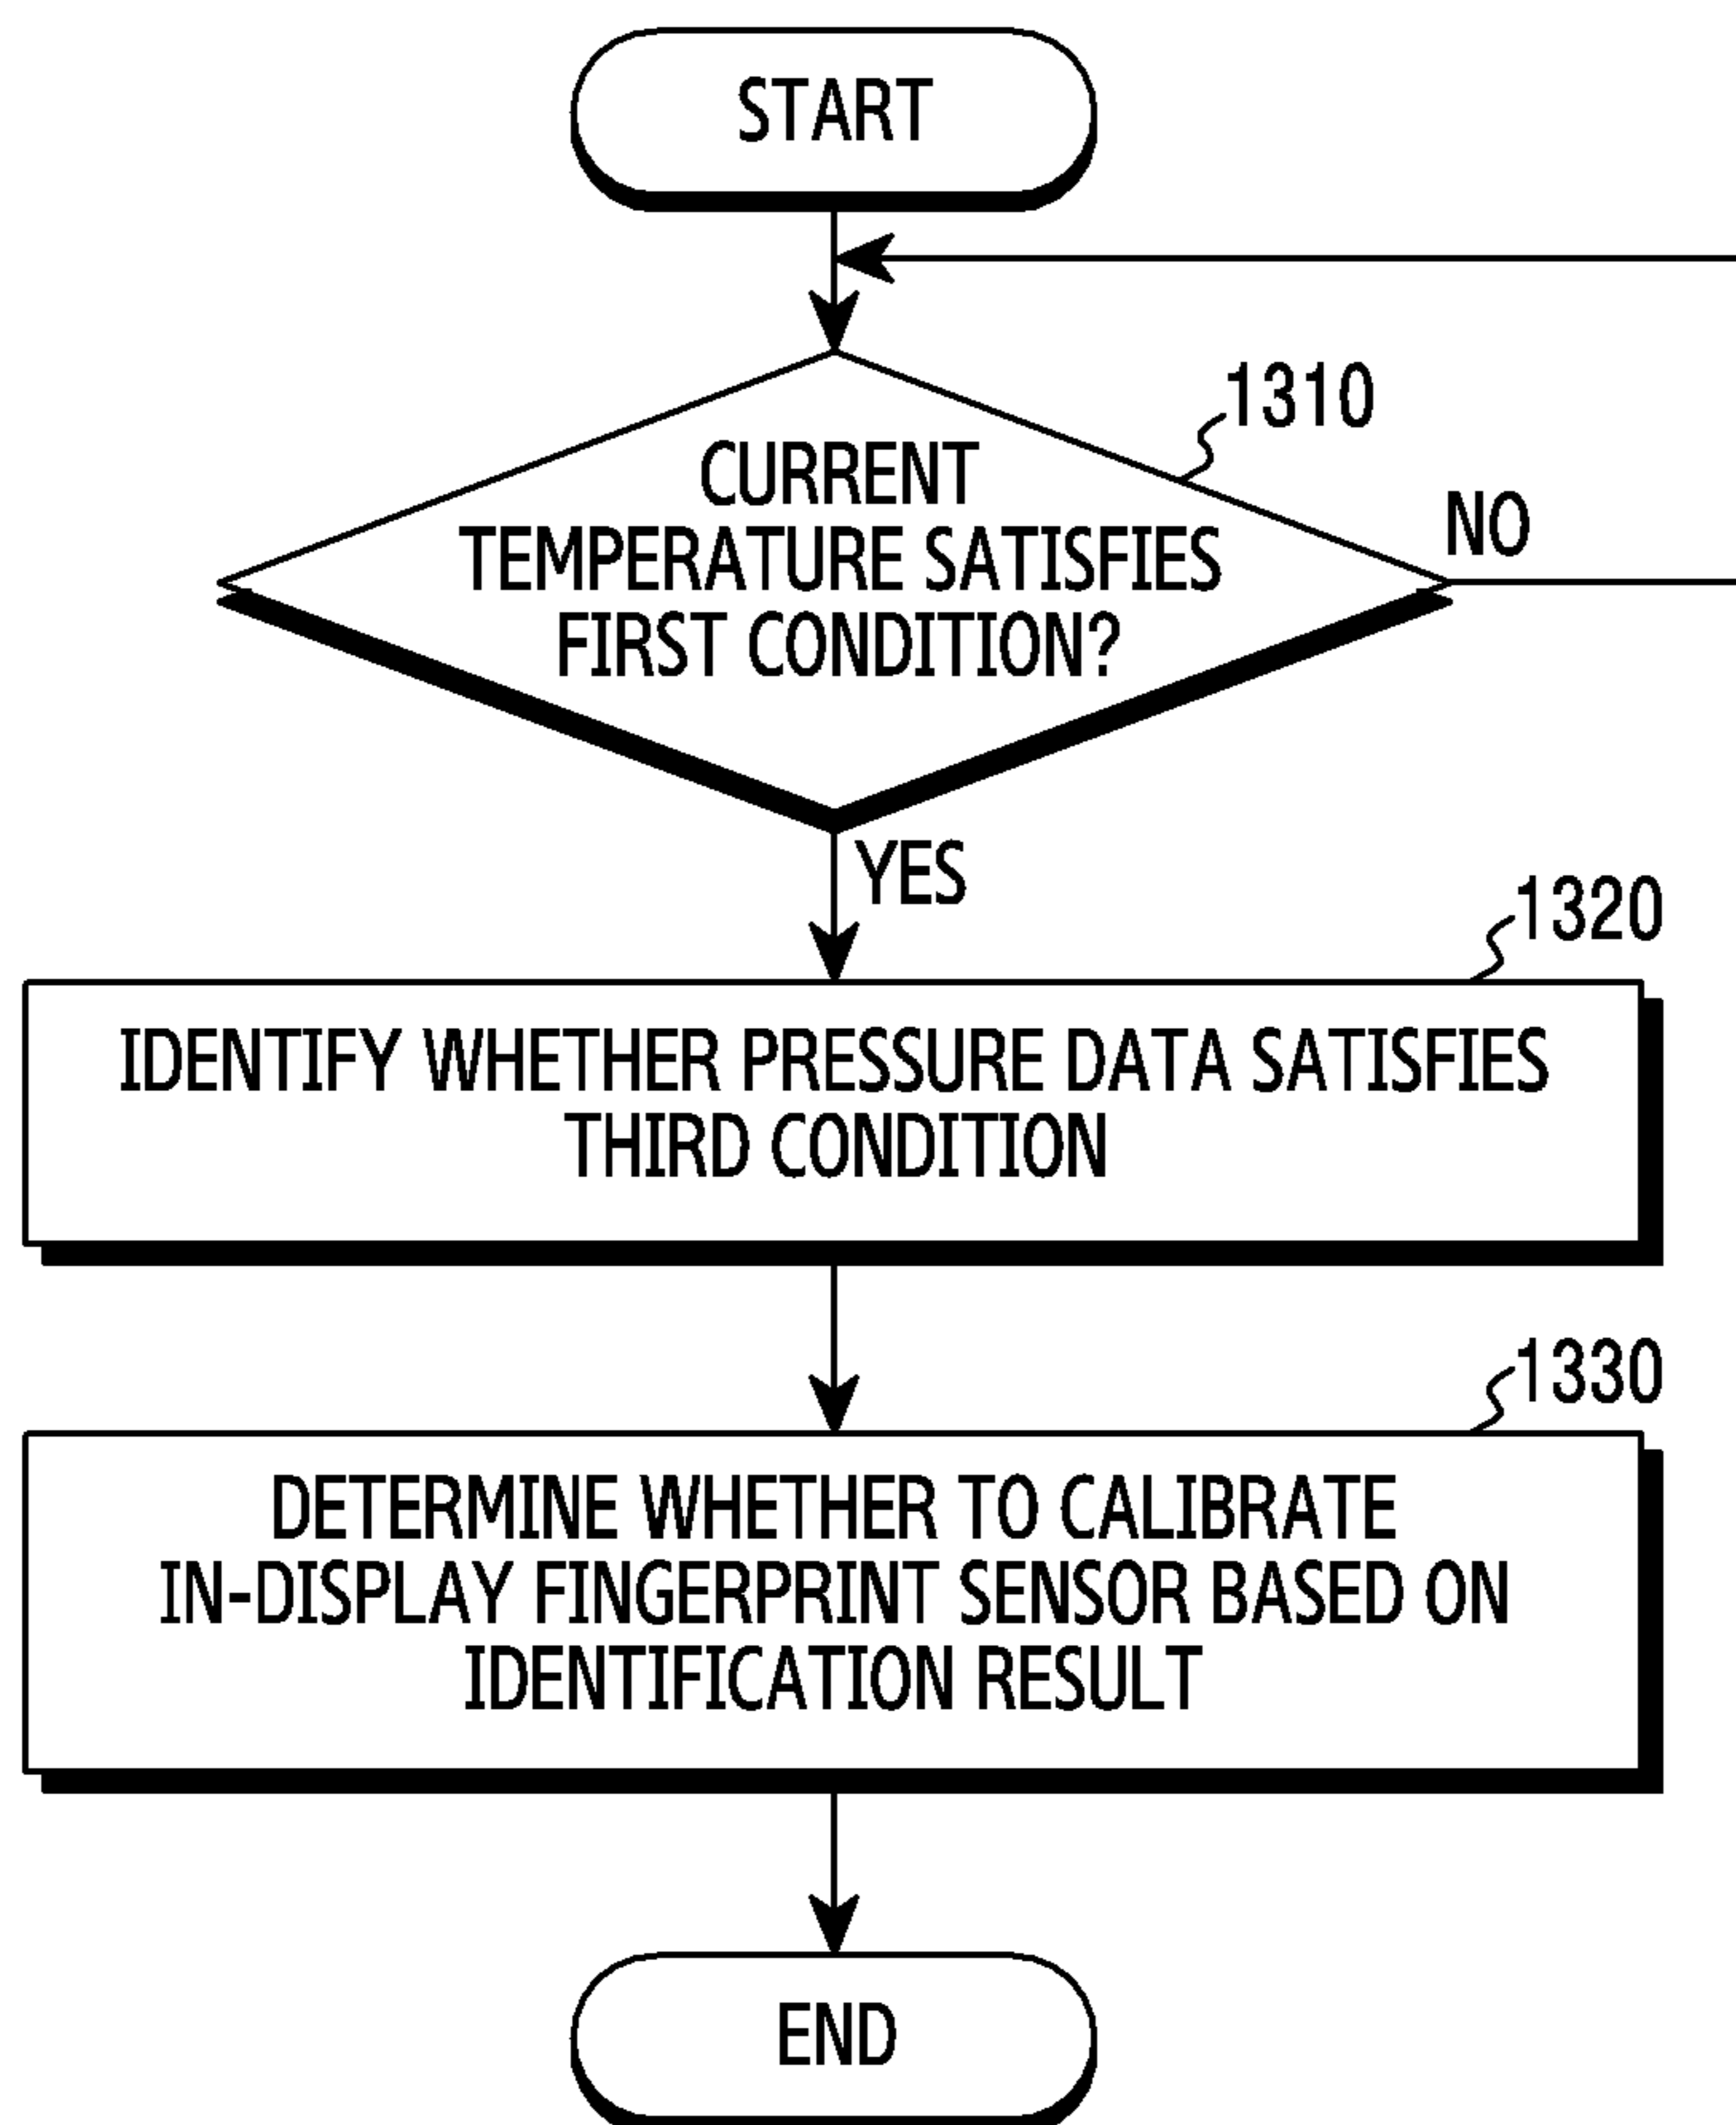 START
1310
CURRENT
TEMPERATURE SATISFIES
FIRST CONDITION?
NO
YES
1320
IDENTIFY WHETHER PRESSURE DATA SATISFIES
THIRD CONDITION
1330
DETERMINE WHETHER TO CALIBRATE
IN-DISPLAY FINGERPRINT SENSOR BASED ON
IDENTIFICATION RESULT
END